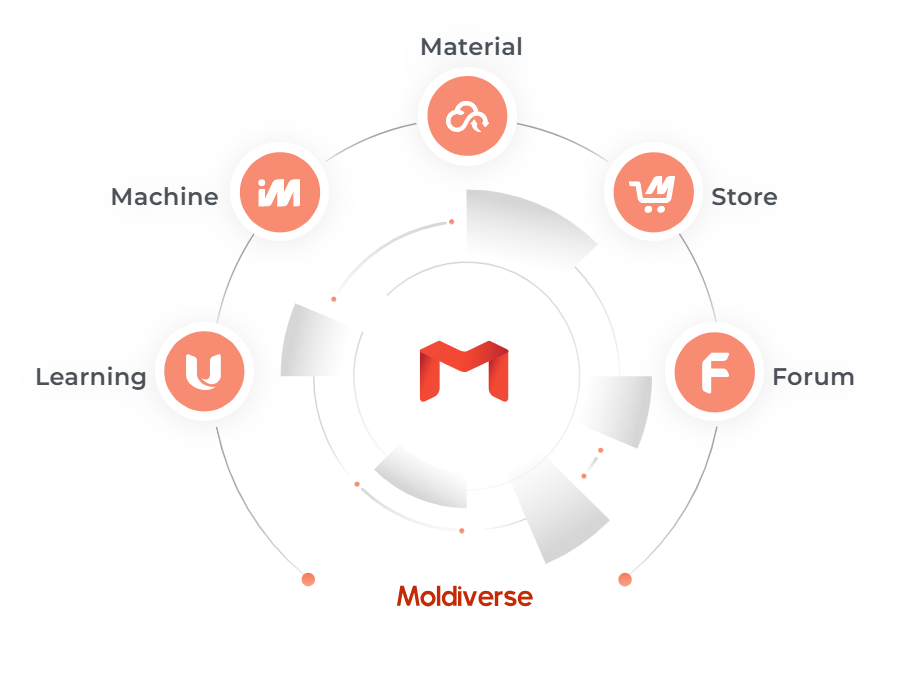 Material
Machine
Store
Learning
Forum
Moldiverse